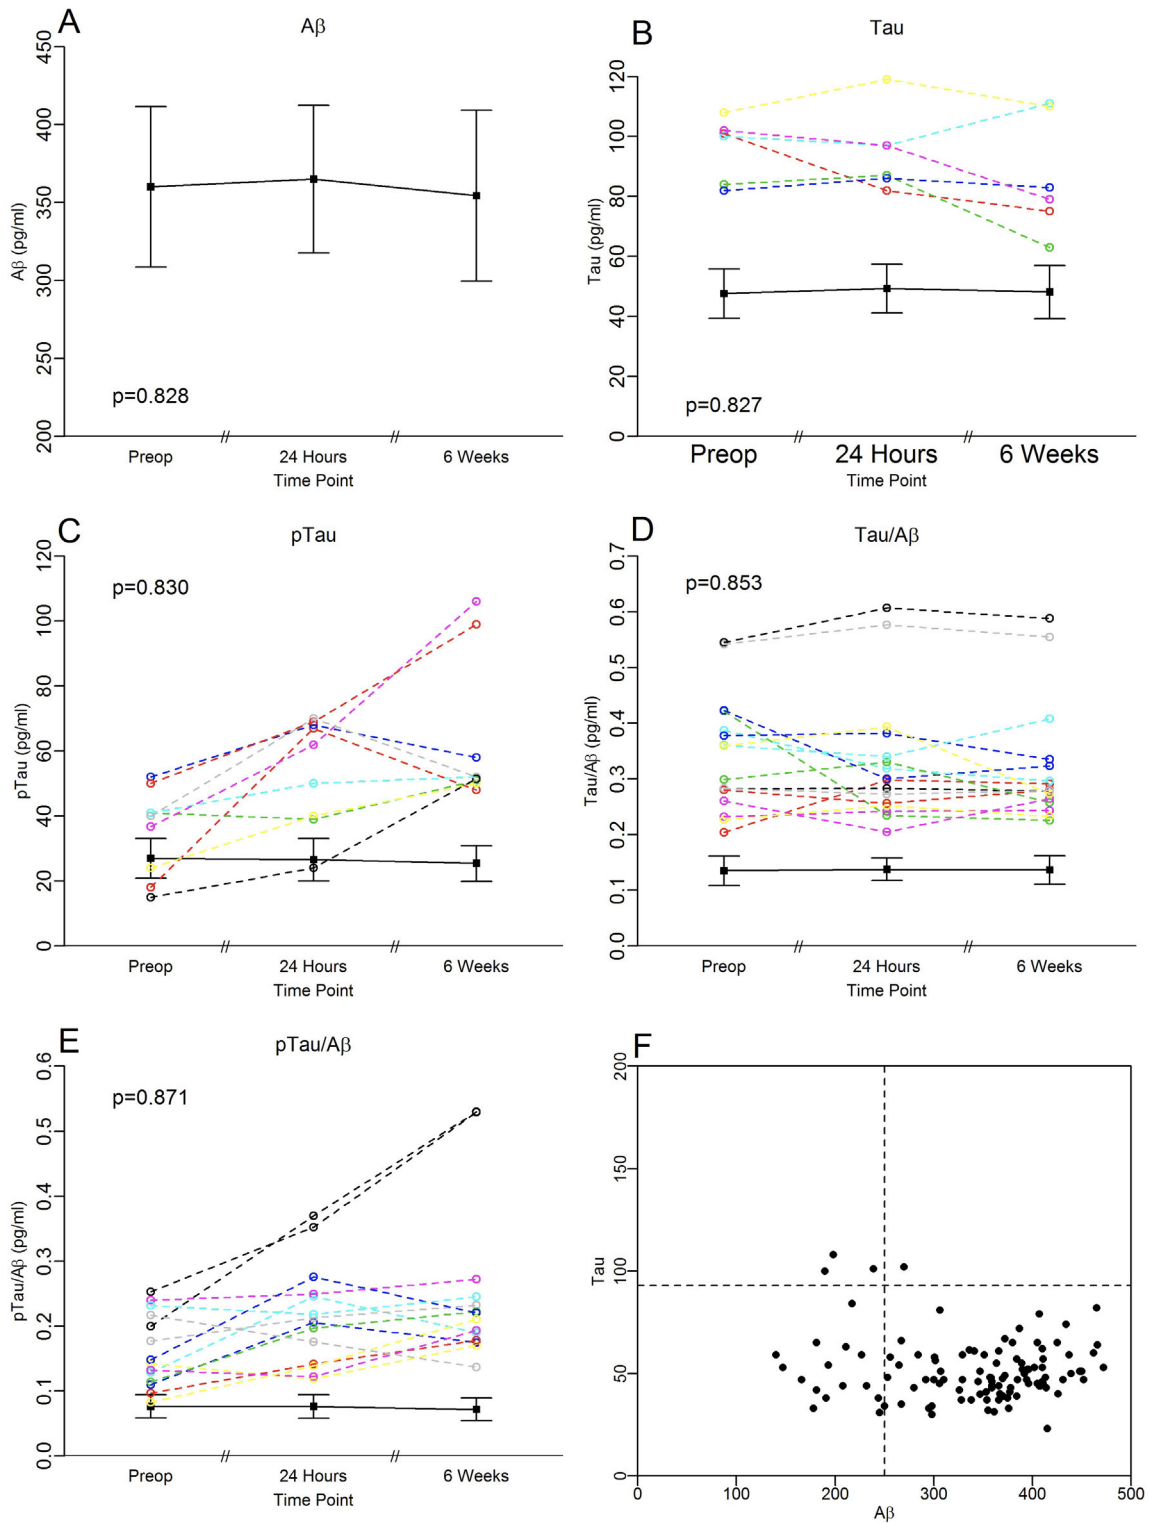 A
Aβ
Aβ (pg/ml)
450
400
350
300
250
200
p=0.828
Preop
24 Hours
6 Weeks
Time Point
B
Tau
Tau (pg/ml)
120
100
80
60
40
20
0
p=0.827
Preop
24 Hours
6 Weeks
Time Point
C
pTau
pTau (pg/ml)
120
100
80
60
40
20
0
p=0.830
Preop
24 Hours
6 Weeks
Time Point
D
Tau/Aβ
Tau/Aβ (pg/ml)
0.7
0.6
0.5
0.4
0.3
0.2
0.1
0.0
p=0.853
Preop
24 Hours
6 Weeks
Time Point
E
pTau/Aβ
pTau/Aβ (pg/ml)
0.6
0.5
0.4
0.3
0.2
0.1
0.0
p=0.871
Preop
24 Hours
6 Weeks
Time Point
F
Tau
200
150
100
50
0
0
100
200
300
400
500
Aβ